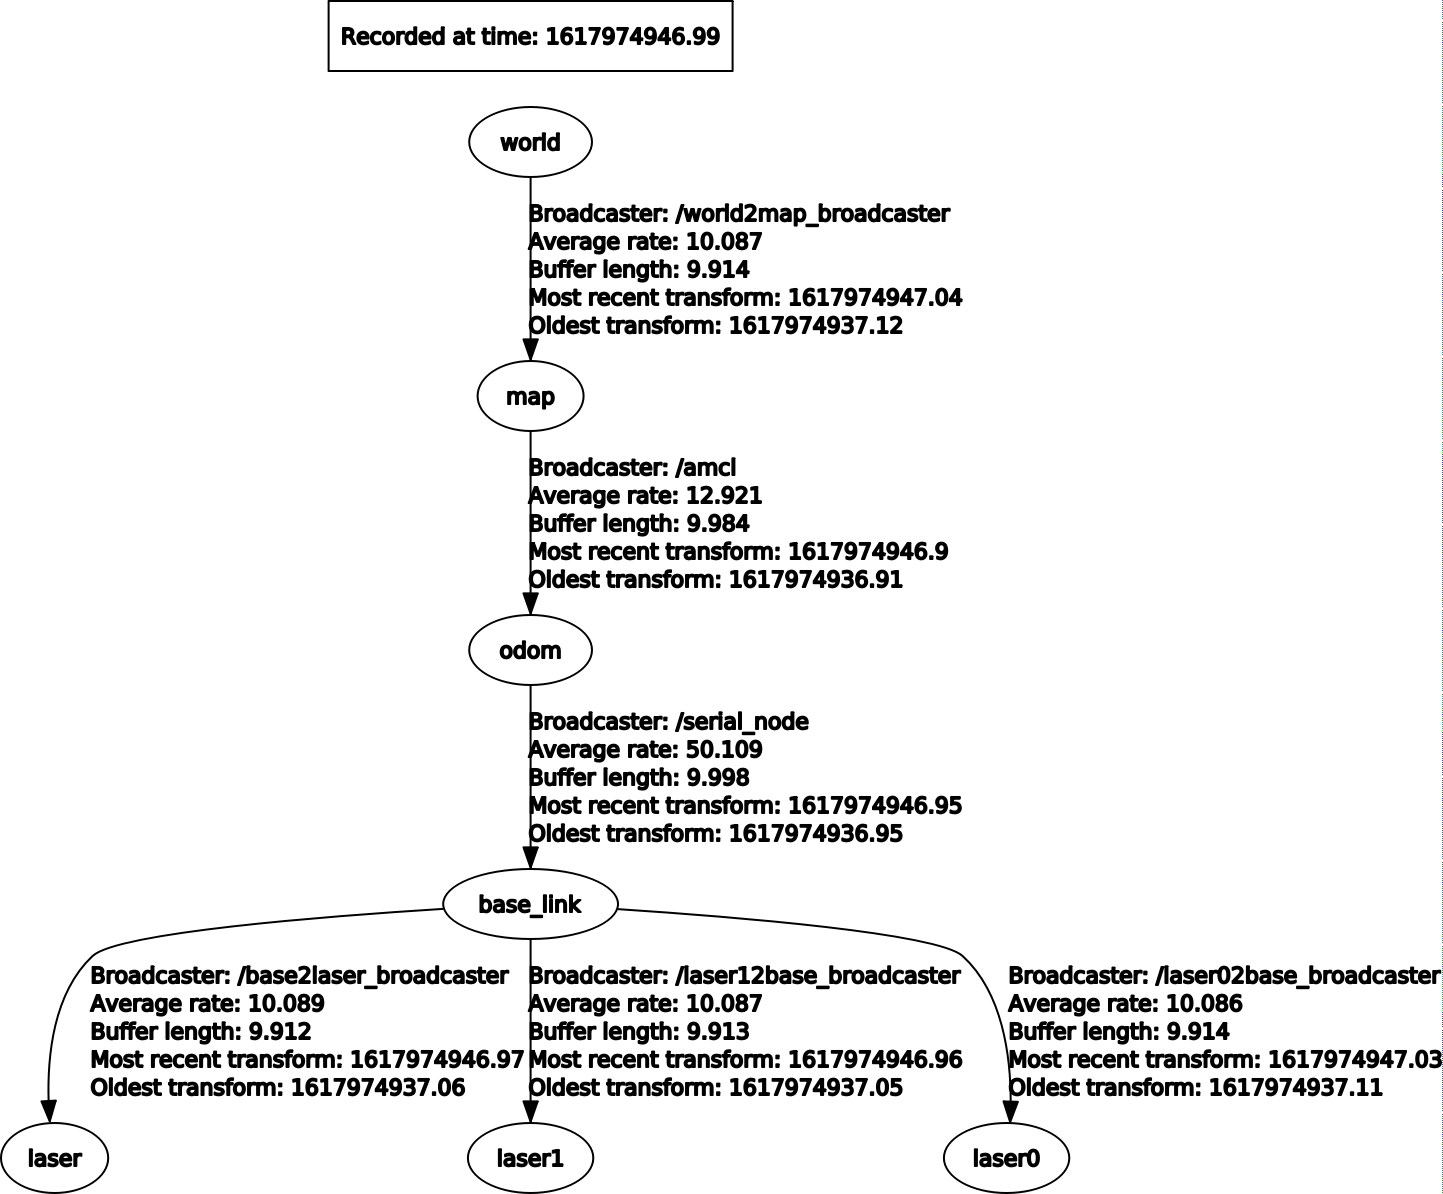 Recorded at time: 1617974946.99
world
Broadcaster: /world2map_broadcaster
Average rate: 10.087
Buffer length: 9.914
Most recent transform: 1617974947.04
Oldest transform: 1617974937.12
map
Broadcaster: /amcl
Average rate: 12.921
Buffer length: 9.984
Most recent transform: 1617974946.9
Oldest transform: 1617974936.91
odom
Broadcaster: /serial_node
Average rate: 50.109
Buffer length: 9.998
Most recent transform: 1617974946.95
Oldest transform: 1617974936.95
base_link
Broadcaster: /base2laser_broadcaster
Average rate: 10.089
Buffer length: 9.912
Most recent transform: 1617974946.97
Oldest transform: 1617974937.06
Broadcaster: /laser12base_broadcaster
Average rate: 10.087
Buffer length: 9.913
Most recent transform: 1617974946.96
Oldest transform: 1617974937.05
Broadcaster: /laser02base_broadcaster
Average rate: 10.086
Buffer length: 9.914
Most recent transform: 1617974947.03
Oldest transform: 1617974937.11
laser
laser1
laser0